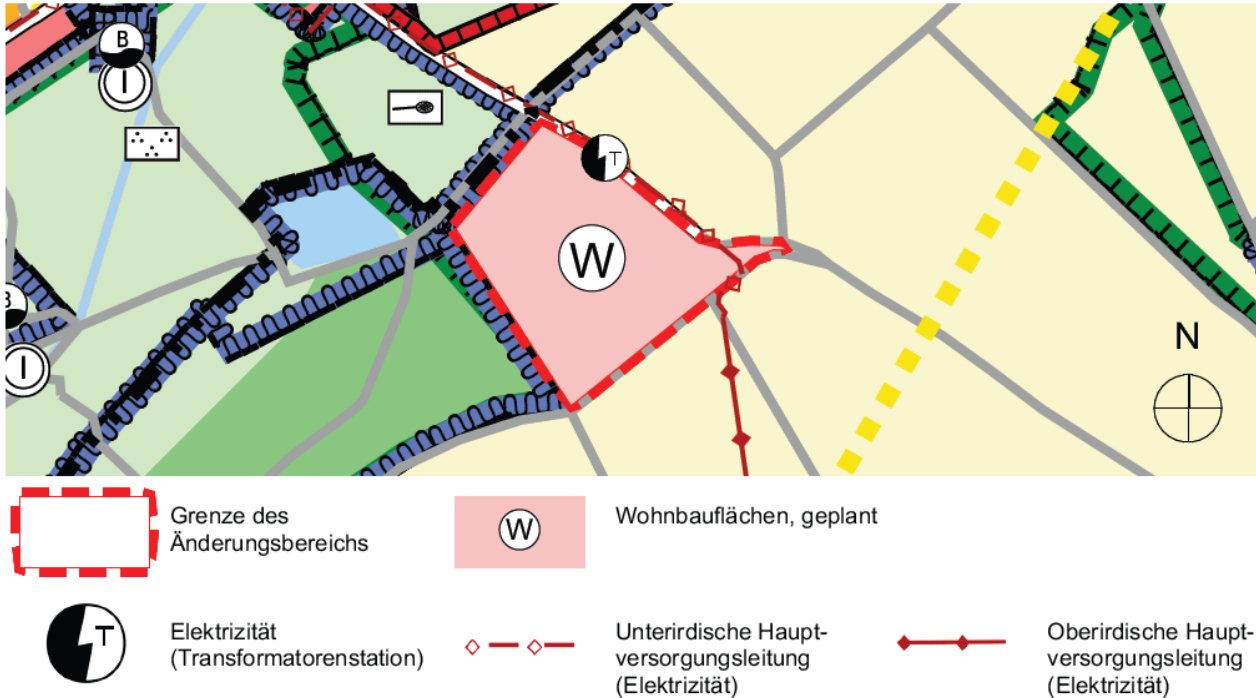 B
I
T
W
B
I
N
Grenze des
Änderungsbereichs
W
Wohnbauflächen, geplant
T
Elektrizität
(Transformatorenstation)
Unterirdische Haupt-
versorgungsleitung
(Elektrizität)
Oberirdische Haupt-
versorgungsleitung
(Elektrizität)